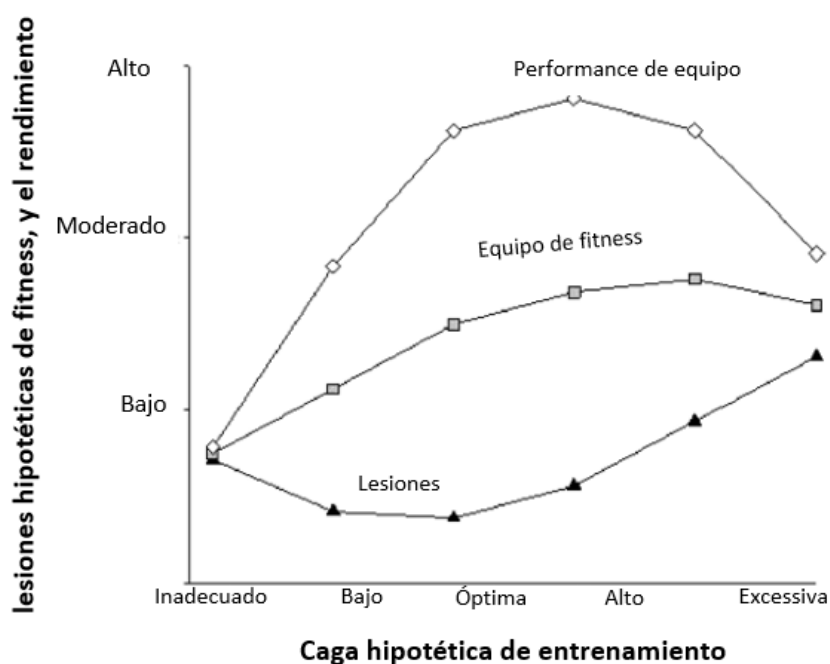 lesiones hipotéticas de fitness, y el rendimiento
Alto
Performance de equipo
Moderado
Equipo de fitness
Bajo
Lesiones
Inadecuado
Bajo
Óptima
Alto
Excessiva
Caga hipotética de entrenamiento